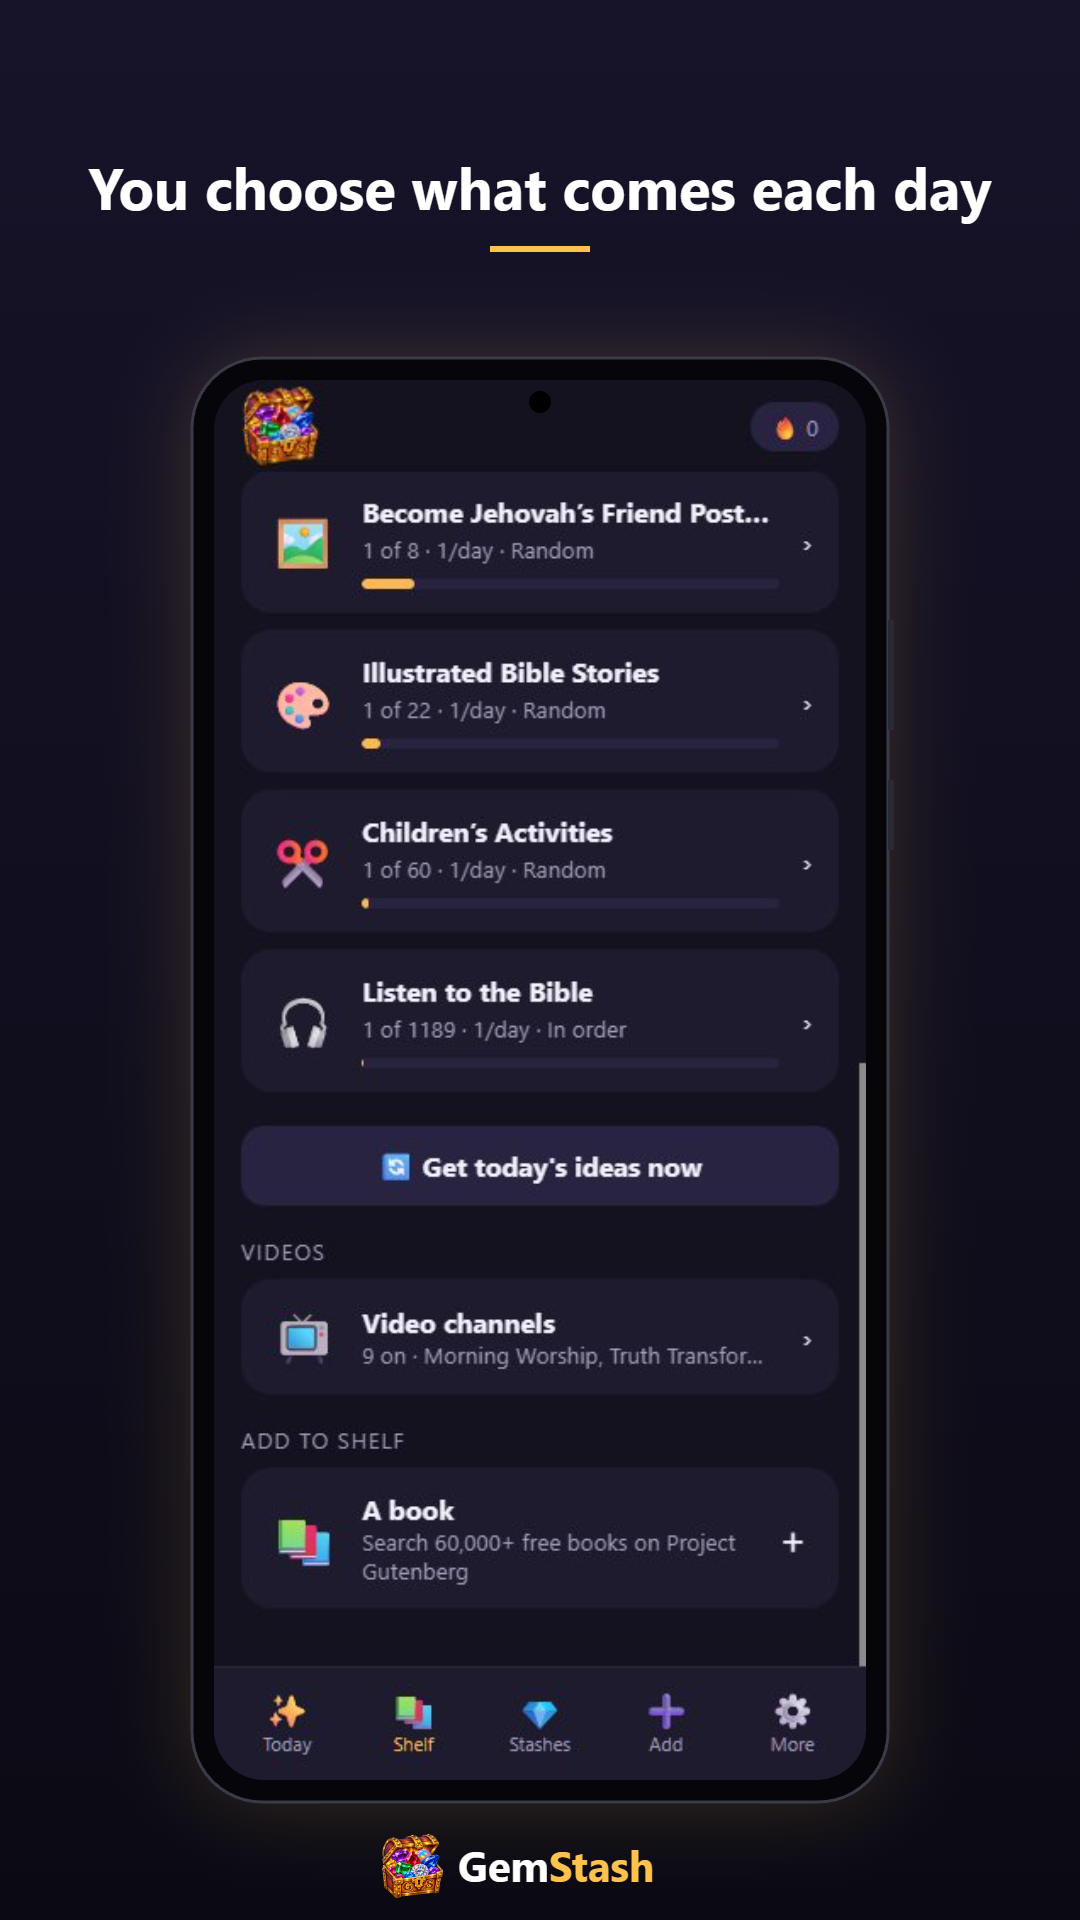 You choose what comes each day
0
Become Jehovah’s Friend Post...
1 of 8 · 1/day · Random
Illustrated Bible Stories
1 of 22 · 1/day · Random
Children’s Activities
1 of 60 · 1/day · Random
Listen to the Bible
1 of 1189 · 1/day · In order
Get today's ideas now
VIDEOS
Video channels
9 on · Morning Worship, Truth Transfor...
ADD TO SHELF
A book
Search 60,000+ free books on Project
Gutenberg
Today
Shelf
Stashes
Add
More
GemStash